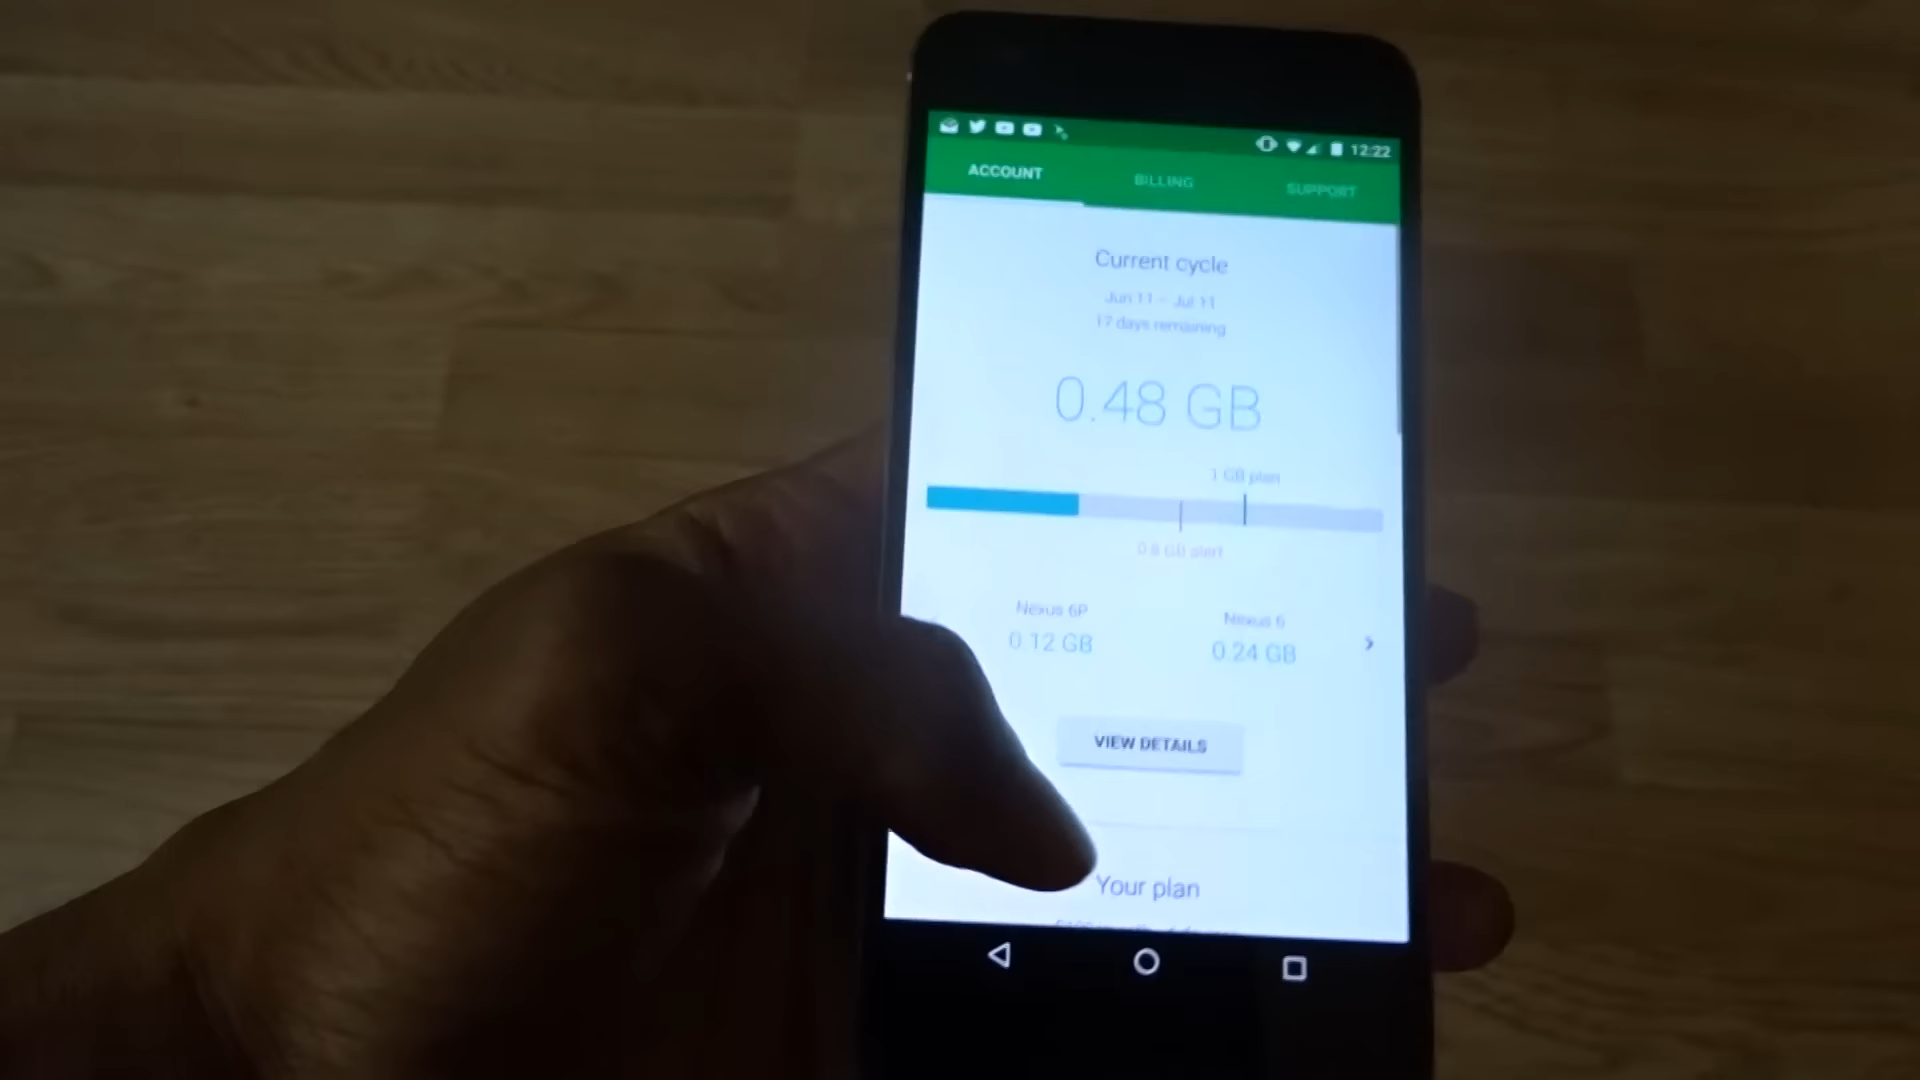 12:22
ACCOUNT
BILLING
SUPPORT
Current cycle
Jun 11 - Jul 11
17 days remaining
0.48 GB
1 GB plan
0.8 GB alert
Nexus 6P
0.12 GB
Nexus 6
0.24 GB
VIEW DETAILS
Your plan